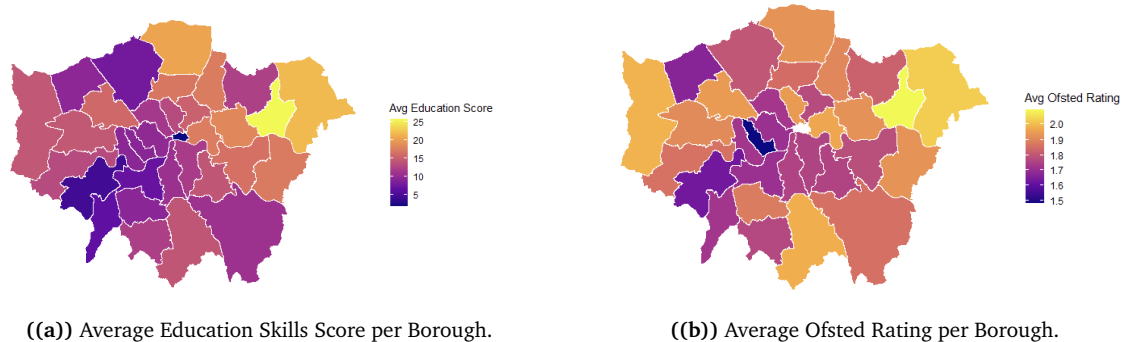 Avg Education Score
25
20
15
10
5
((a)) Average Education Skills Score per Borough.
Avg Ofsted Rating
2.0
1.9
1.8
1.7
1.6
1.5
((b)) Average Ofsted Rating per Borough.